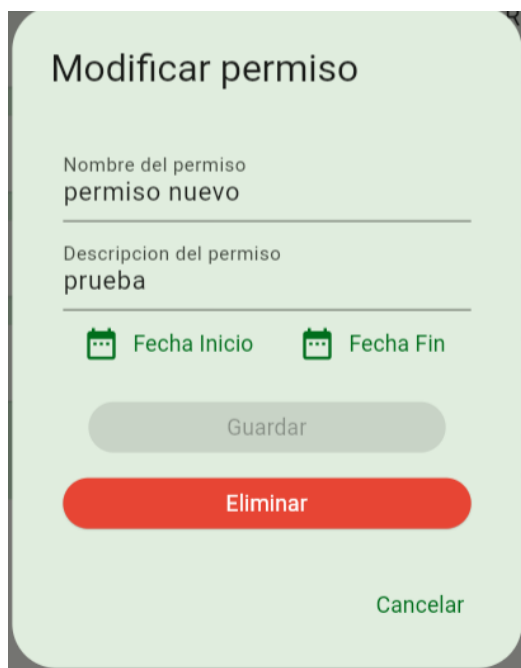 Modificar permiso
Nombre del permiso
permiso nuevo
Descripcion del permiso
prueba
Fecha Inicio Fecha Fin
Guardar
Eliminar
Cancelar